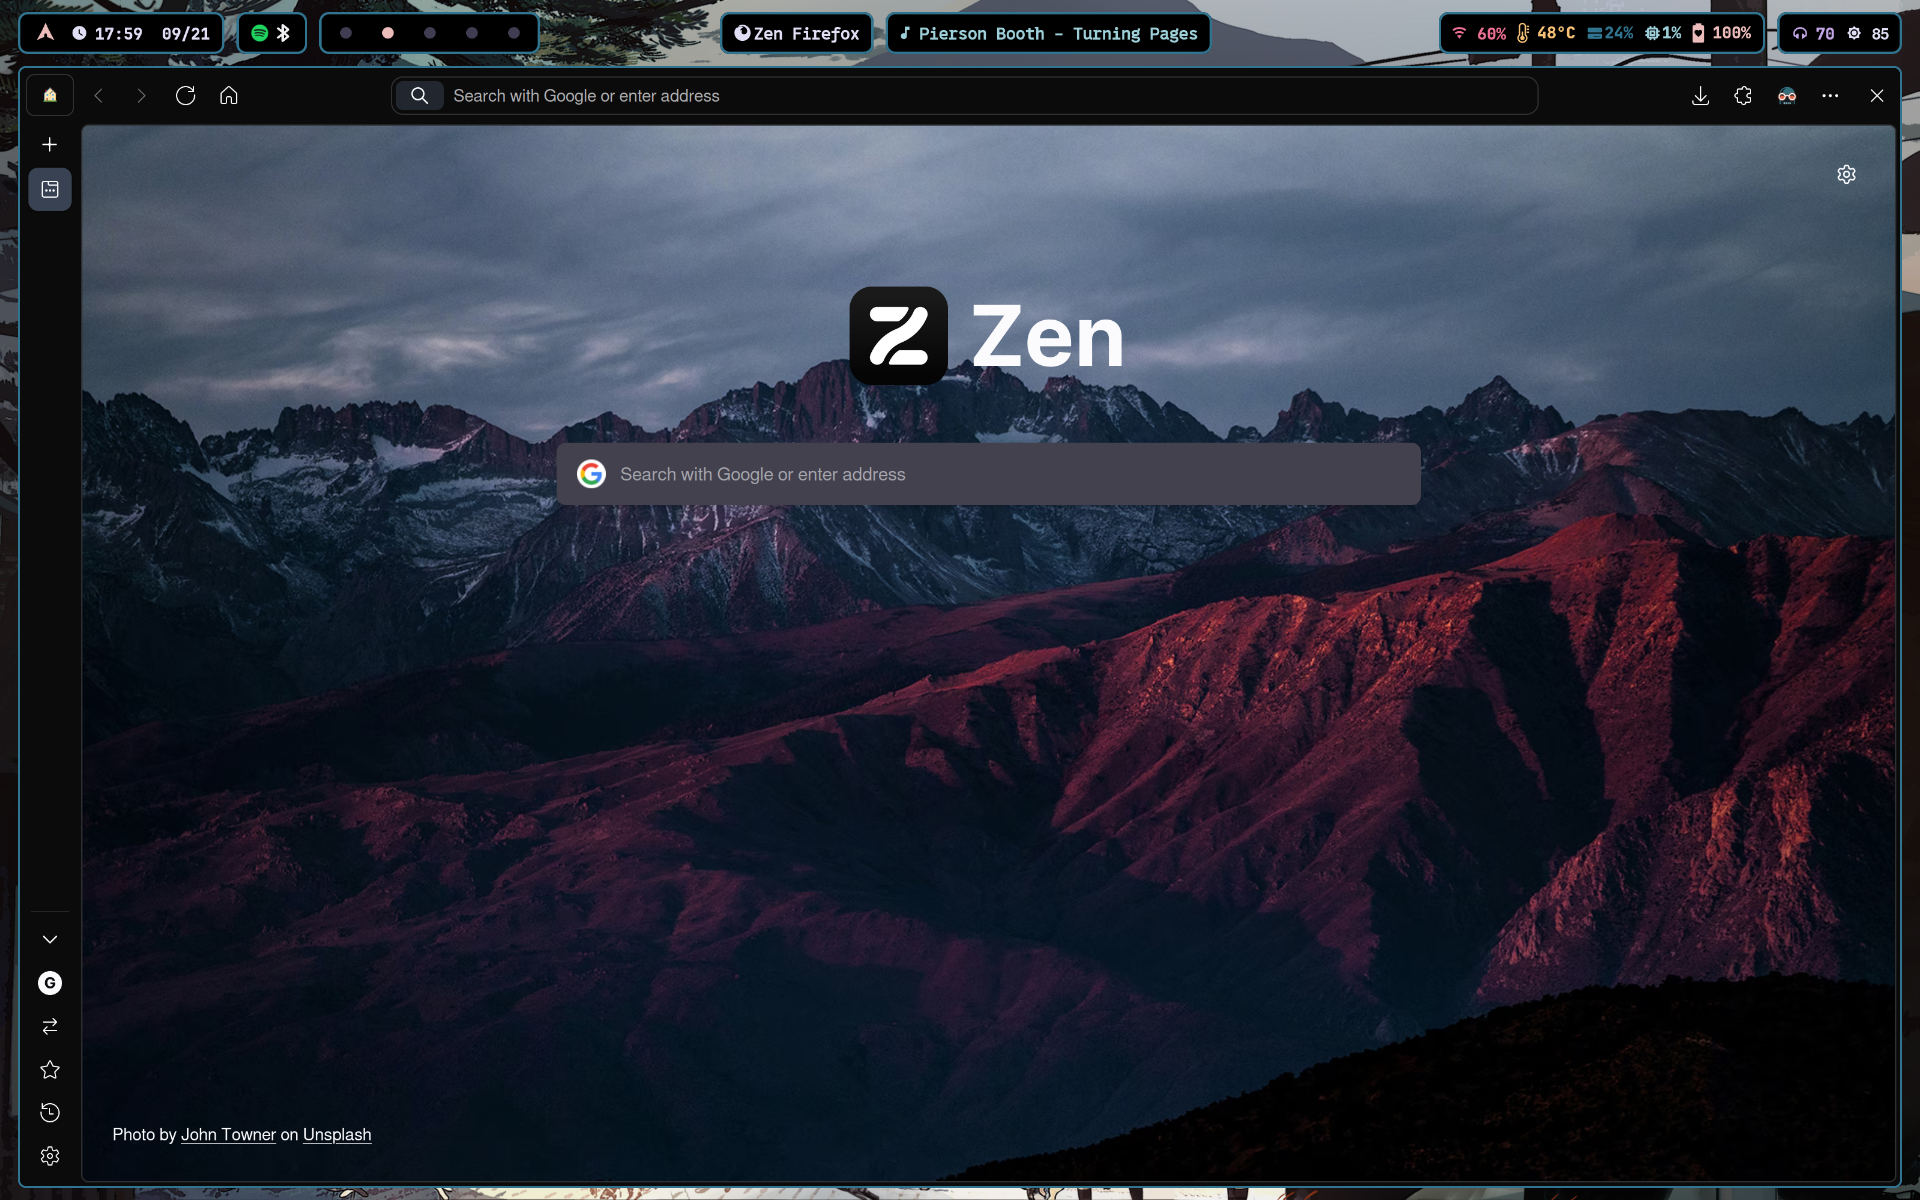 17:59 09/21
Zen Firefox
Pierson Booth - Turning Pages
60% 48°C 24% 1% 100%
70 85
Search with Google or enter address
Zen
Search with Google or enter address
G
Photo by John Towner on Unsplash